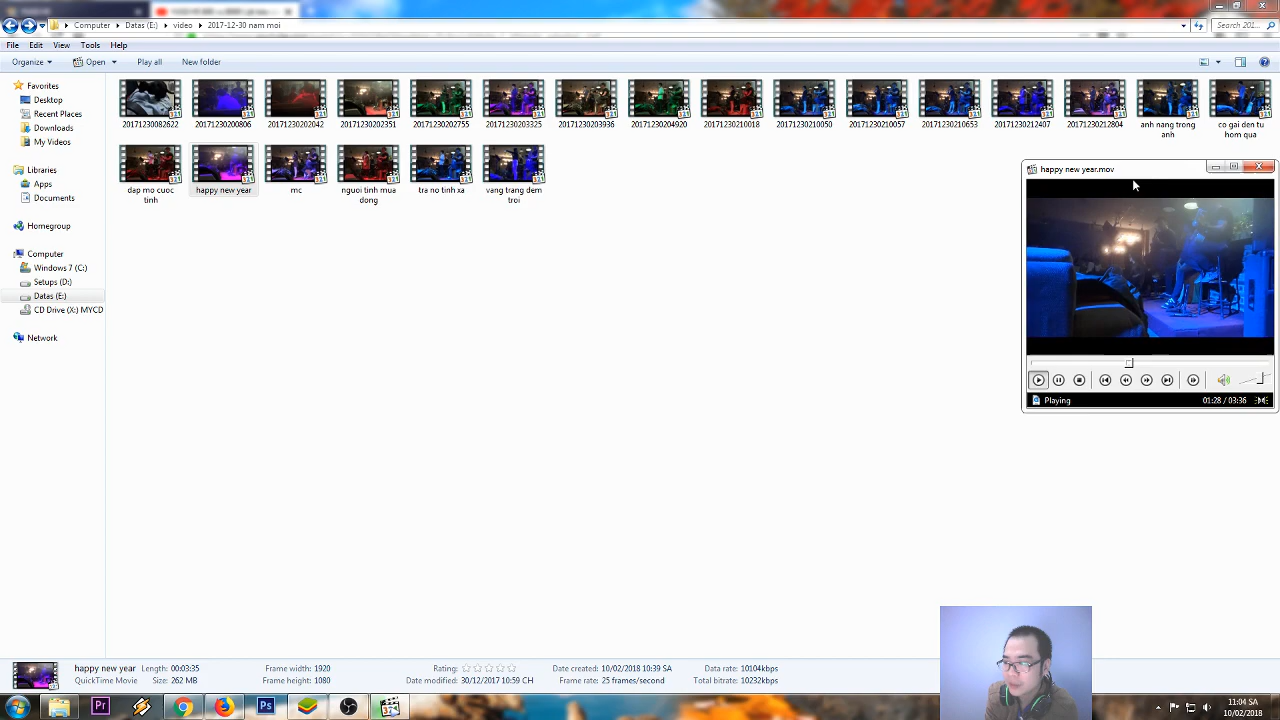 Computer Datas (E:) video 2017-12-30 nam moi
Search 201...
File Edit View Tools Help
Organize Open Play all New folder
Favorites
Desktop
Recent Places
Downloads
My Videos
Libraries
Apps
Documents
Homegroup
Computer
Windows 7 (C:)
Setups (D:)
Datas (E:)
CD Drive (X:) MYCD
Network
20171230082622 20171230200806 20171230202042 20171230202351 20171230202755 20171230203325 20171230203936 20171230204920 20171230210018 20171230210050 20171230210057 20171230210653 20171230212407 20171230212804 anh nang trong co gai den tu
anh hom qua
dap mo cuoc happy new year mc nguoi tinh mua tra no tinh xa vang trang dem
tinh dong troi
happy new year.mov
Playing 01:28 / 03:36
happy new year Length: 00:03:35 Frame width: 1920 Rating: Date created: 10/02/2018 10:39 SA Data rate: 10104kbps
QuickTime Movie Size: 262 MB Frame height: 1080 Date modified: 30/12/2017 10:59 CH Frame rate: 25 frames/second Total bitrate: 10232kbps
Pr
Ps
11:04 SA
10/02/2018